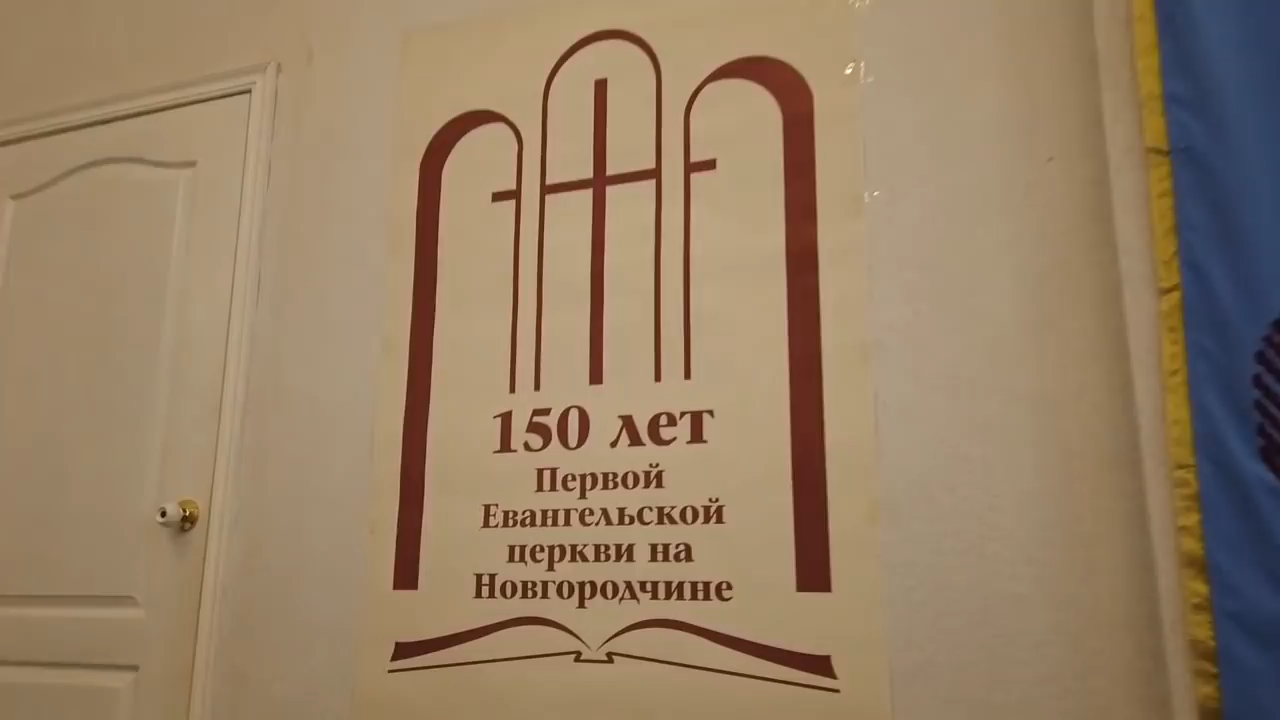 150 лет
Первой
Евангельской
церкви на
Новгородчине